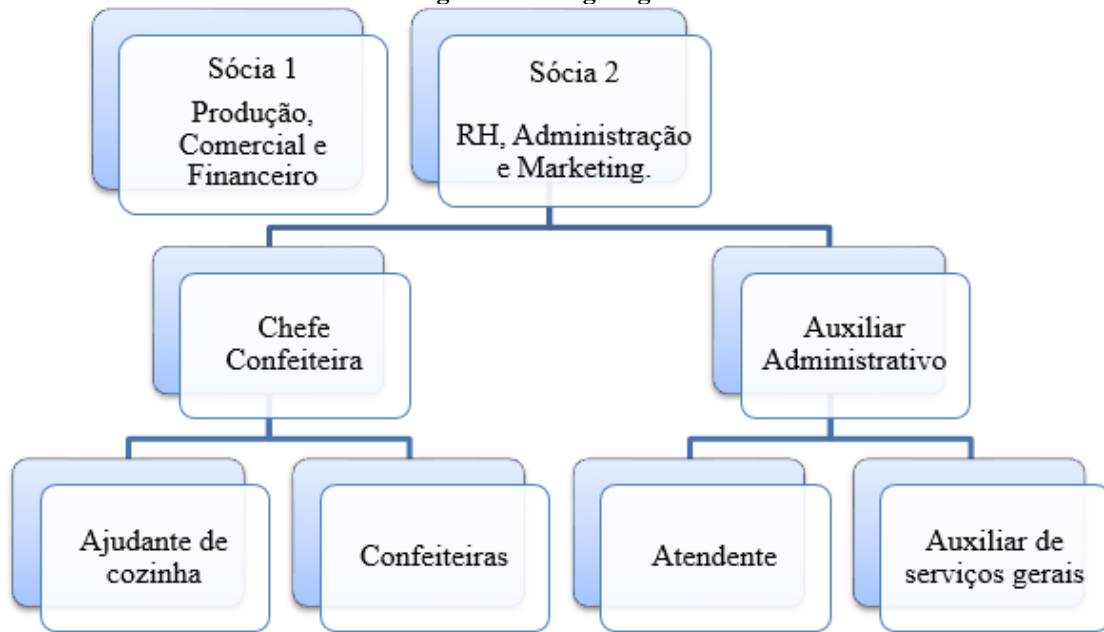 Sócia 1
Produção,
Comercial e
Financeiro
Sócia 2
RH, Administração
e Marketing.
Chefe
Confeiteira
Auxiliar
Administrativo
Ajudante de
cozinha
Confeiteiras
Atendente
Auxiliar de
serviços gerais